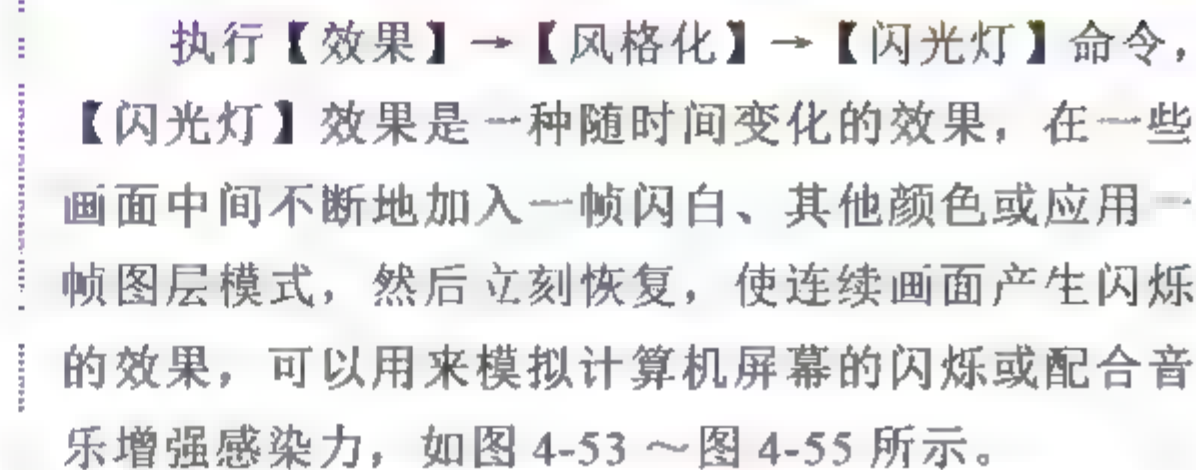 执行【效果】→【风格化】→【闪光灯】命令，
【闪光灯】效果是一种随时间变化的效果，在一些
画面中间不断地加入一帧闪白、其他颜色或应用一
帧图层模式，然后立刻恢复，使连续画面产生闪烁
的效果，可以用来模拟计算机屏幕的闪烁或配合音
乐增强感染力，如图 4-53 ～图 4-55 所示。